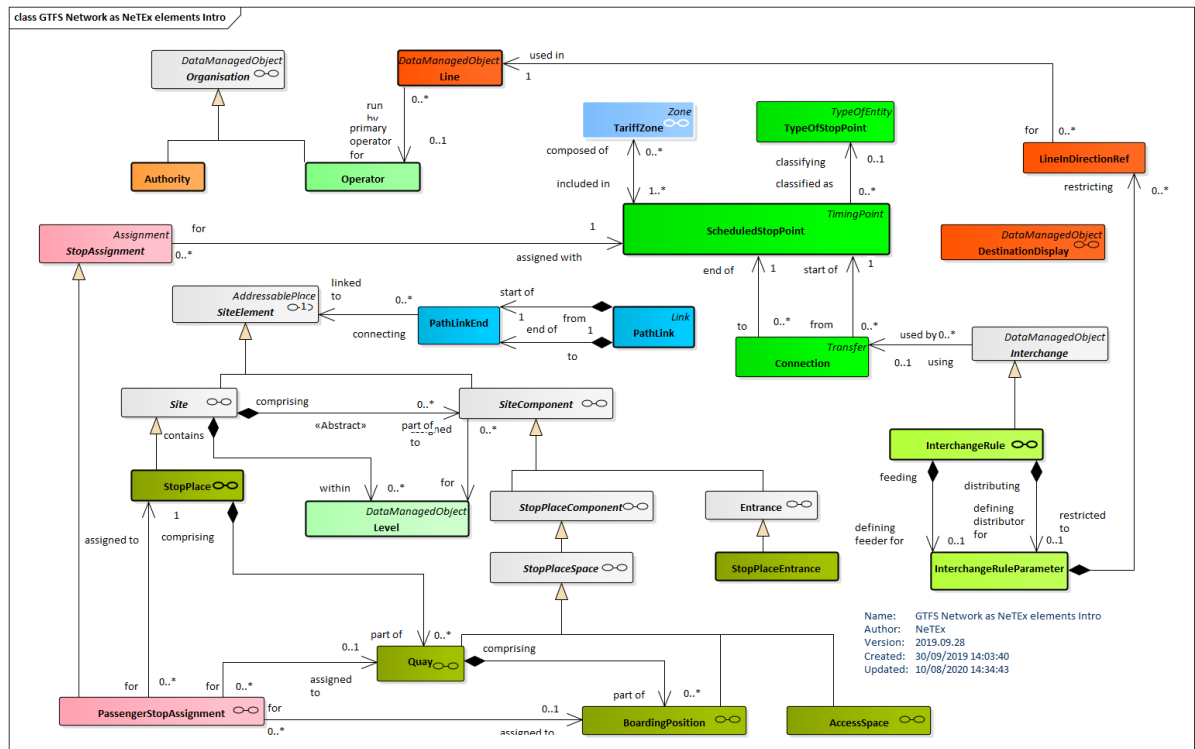 class GTFS Network as NeTEx elements Intro
DataManagedObject
Organisation
Authority
Operator
DataManagedObject
Line
0..*
run
by
primary
operator
for
0..1
used in
1
Zone
TariffZone
composed of
0..*
included in
1..*
TypeOfEntity
TypeOfStopPoint
classifying
0..1
classified as
0..*
for
0..*
LineInDirectionRef
restricting
0..*
Assignment
StopAssignment
for
0..*
1
assigned with
TimingPoint
ScheduledStopPoint
DataManagedObject
DestinationDisplay
end of
1
start of
1
to
0..*
from
0..*
Transfer
Connection
used by
0..*
0..1
using
DataManagedObject
Interchange
AddressablePlace
SiteElement
1
linked
to
0..*
connecting
PathLinkEnd
start of
1
from
end of
1
to
Link
PathLink
Site
comprising
0..*
«Abstract»
part of
SiteComponent
contains
assigned
to
0..*
within
0..*
for
DataManagedObject
Level
StopPlace
1
comprising
assigned to
StopPlaceComponent
Entrance
StopPlaceSpace
StopPlaceEntrance
InterchangeRule
feeding
distributing
defining
feeder for
0..1
defining
distributor
for
restricted
to
0..1
InterchangeRuleParameter
Name: GTFS Network as NeTEx elements Intro
Author: NeTEx
Version: 2019.09.28
Created: 30/09/2019 14:03:40
Updated: 10/08/2020 14:34:43
part of
0..*
0..1
Quay
comprising
assigned
to
for
0..*
for
0..*
PassengerStopAssignment
for
0..*
0..1
assigned to
part of
0..*
BoardingPosition
AccessSpace